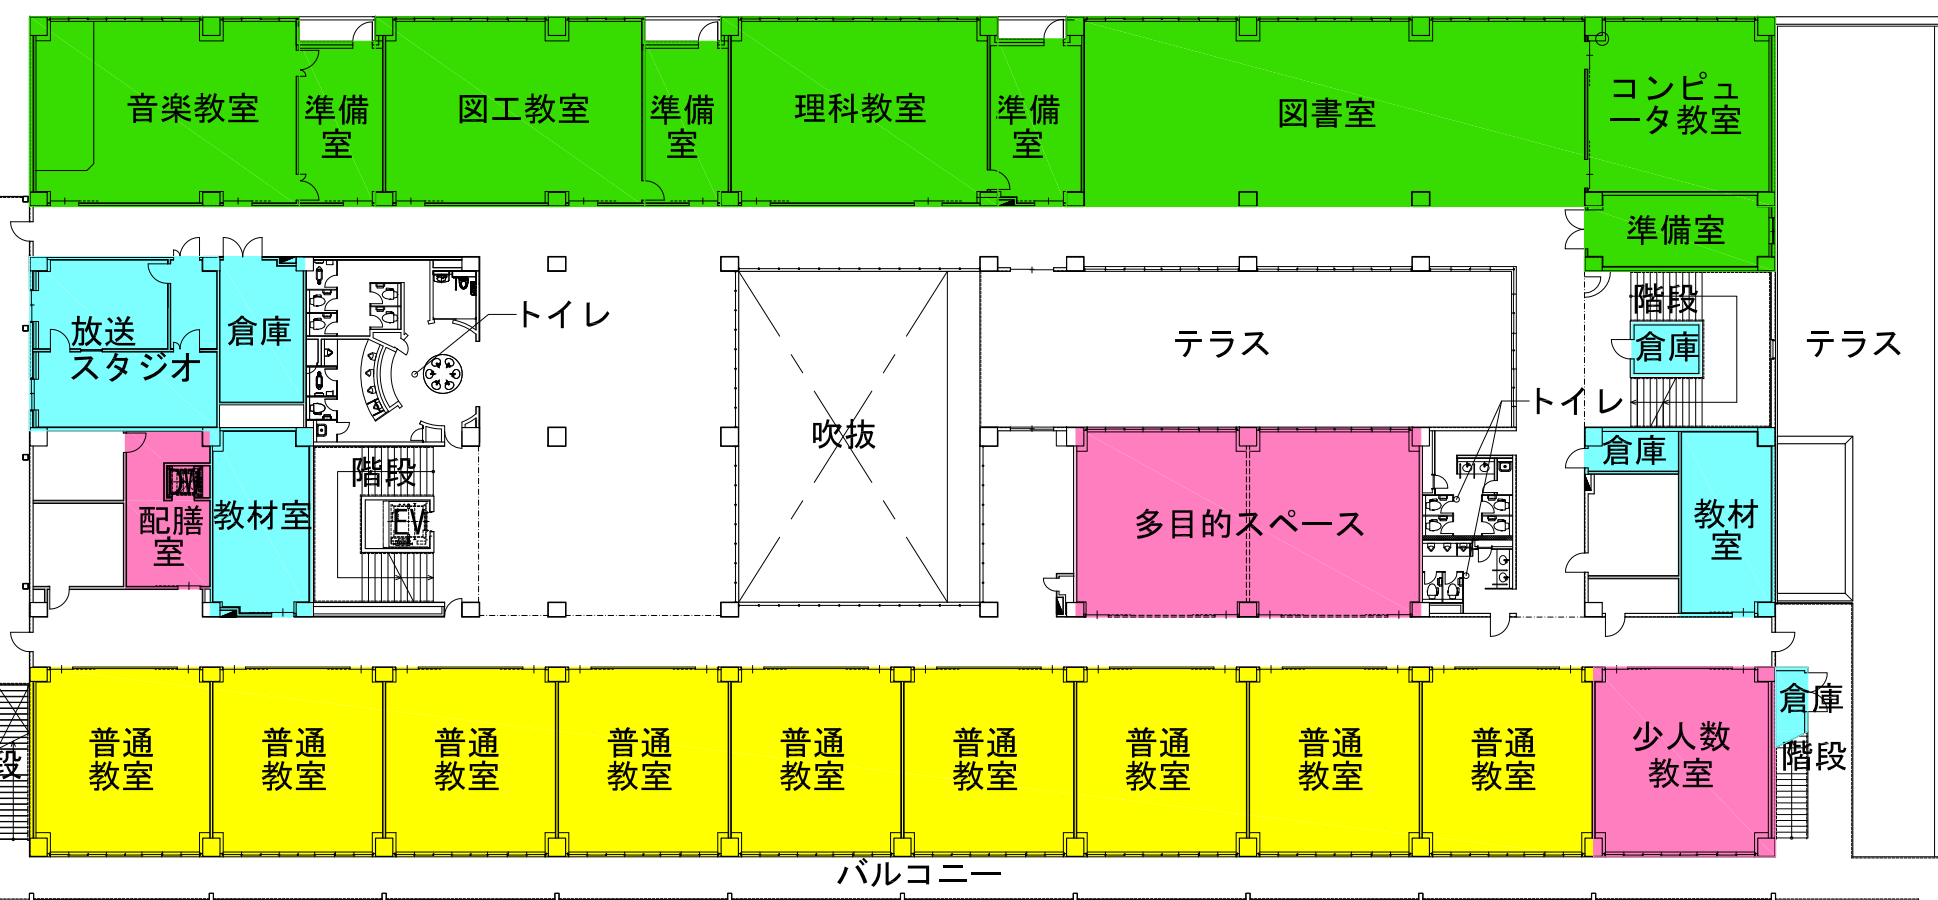 音楽教室
準備
室
図工教室
準備
室
理科教室
準備
室
図書室
コンピュ
ータ教室
準備室
放送
スタジオ
倉庫
トイレ
吹抜
テラス
階段
倉庫
テラス
トイレ
配膳
室
教材室
階段
EV
多目的スペース
倉庫
教材
室
段
普通
教室
普通
教室
普通
教室
普通
教室
普通
教室
普通
教室
普通
教室
普通
教室
普通
教室
少人数
教室
倉庫
階段
バルコニー